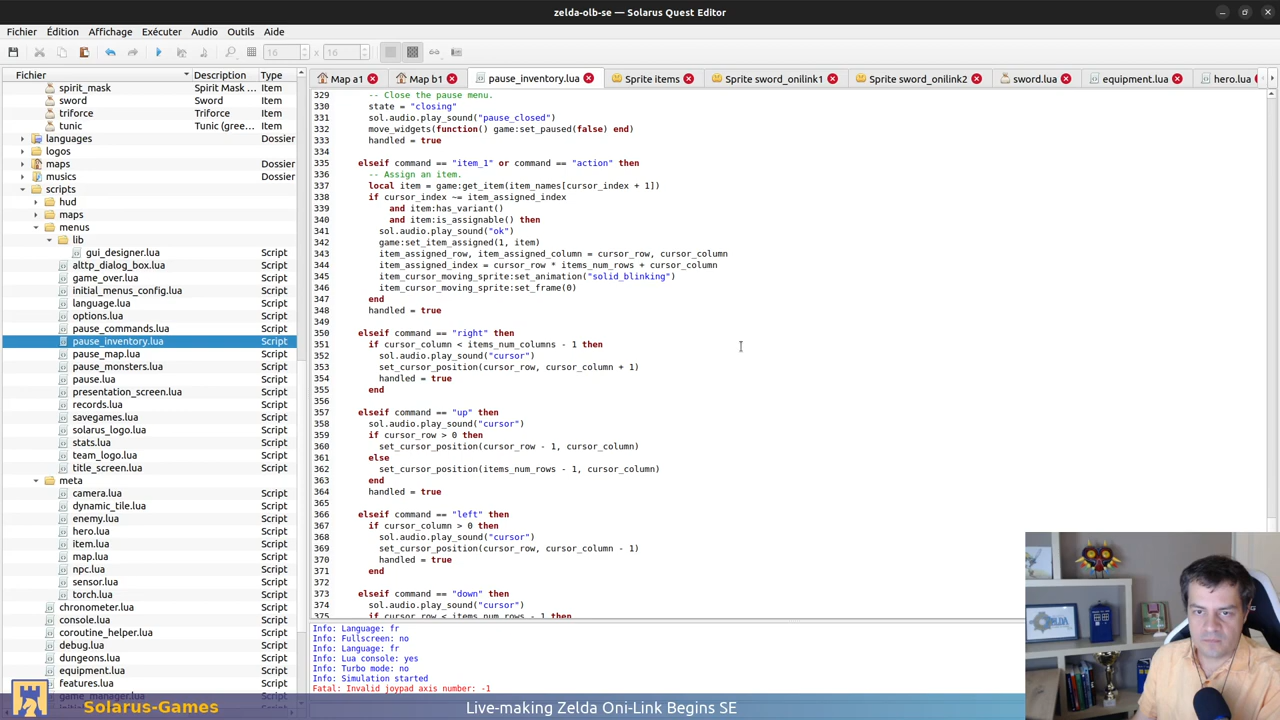 zelda-olb-se — Solarus Quest Editor
Fichier Édition Affichage Exécuter Audio Outils Aide
16 x 16
Fichier Description Type
Map a1 Map b1 pause_inventory.lua Sprite items Sprite sword_onilink1 Sprite sword_onilink2 sword.lua equipment.lua hero.lua
spirit_mask Spirit Mask ... Item
sword Sword Item
triforce Triforce Item
tunic Tunic (gree... Item
languages Dossier
logos Dossier
maps Dossier
musics Dossier
scripts
hud
maps
menus
lib
gui_designer.lua Script
alttp_dialog_box.lua Script
game_over.lua Script
initial_menus_config.lua Script
language.lua Script
options.lua Script
pause_commands.lua Script
pause_inventory.lua Script
pause_map.lua Script
pause_monsters.lua Script
pause.lua Script
presentation_screen.lua Script
records.lua Script
savegames.lua Script
solarus_logo.lua Script
stats.lua Script
team_logo.lua Script
title_screen.lua Script
meta
camera.lua Script
dynamic_tile.lua Script
enemy.lua Script
hero.lua Script
item.lua Script
map.lua Script
npc.lua Script
sensor.lua Script
torch.lua Script
chronometer.lua Script
console.lua Script
coroutine_helper.lua Script
debug.lua Script
dungeons.lua Script
equipment.lua Script
features.lua Script
game_manager.lua Script
329 -- Close the pause menu.
330 state = "closing"
331 sol.audio.play_sound("pause_closed")
332 move_widgets(function() game:set_paused(false) end)
333 handled = true
334
335 elseif command == "item_1" or command == "action" then
336 -- Assign an item.
337 local item = game:get_item(item_names[cursor_index + 1])
338 if cursor_index ~= item_assigned_index
339 and item:has_variant()
340 and item:is_assignable() then
341 sol.audio.play_sound("ok")
342 game:set_item_assigned(1, item)
343 item_assigned_row, item_assigned_column = cursor_row, cursor_column
344 item_assigned_index = cursor_row * items_num_rows + cursor_column
345 item_cursor_moving_sprite:set_animation("solid_blinking")
346 item_cursor_moving_sprite:set_frame(0)
347 end
348 handled = true
349
350 elseif command == "right" then
351 if cursor_column < items_num_columns - 1 then
352 sol.audio.play_sound("cursor")
353 set_cursor_position(cursor_row, cursor_column + 1)
354 handled = true
355 end
356
357 elseif command == "up" then
358 sol.audio.play_sound("cursor")
359 if cursor_row > 0 then
360 set_cursor_position(cursor_row - 1, cursor_column)
361 else
362 set_cursor_position(items_num_rows - 1, cursor_column)
363 end
364 handled = true
365
366 elseif command == "left" then
367 if cursor_column > 0 then
368 sol.audio.play_sound("cursor")
369 set_cursor_position(cursor_row, cursor_column - 1)
370 handled = true
371 end
372
373 elseif command == "down" then
374 sol.audio.play_sound("cursor")
375 if cursor_row < items_num_rows - 1 then
Info: Language: fr
Info: Fullscreen: no
Info: Language: fr
Info: Lua console: yes
Info: Turbo mode: no
Info: Simulation started
Fatal: Invalid joypad axis number: -1
Solarus-Games Live-making Zelda Oni-Link Begins SE